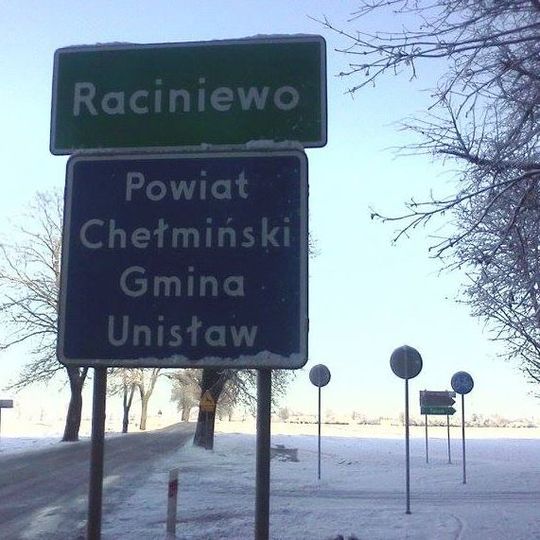 Raciniewo
Powiat
Chełmiński
Gmina
Unisław